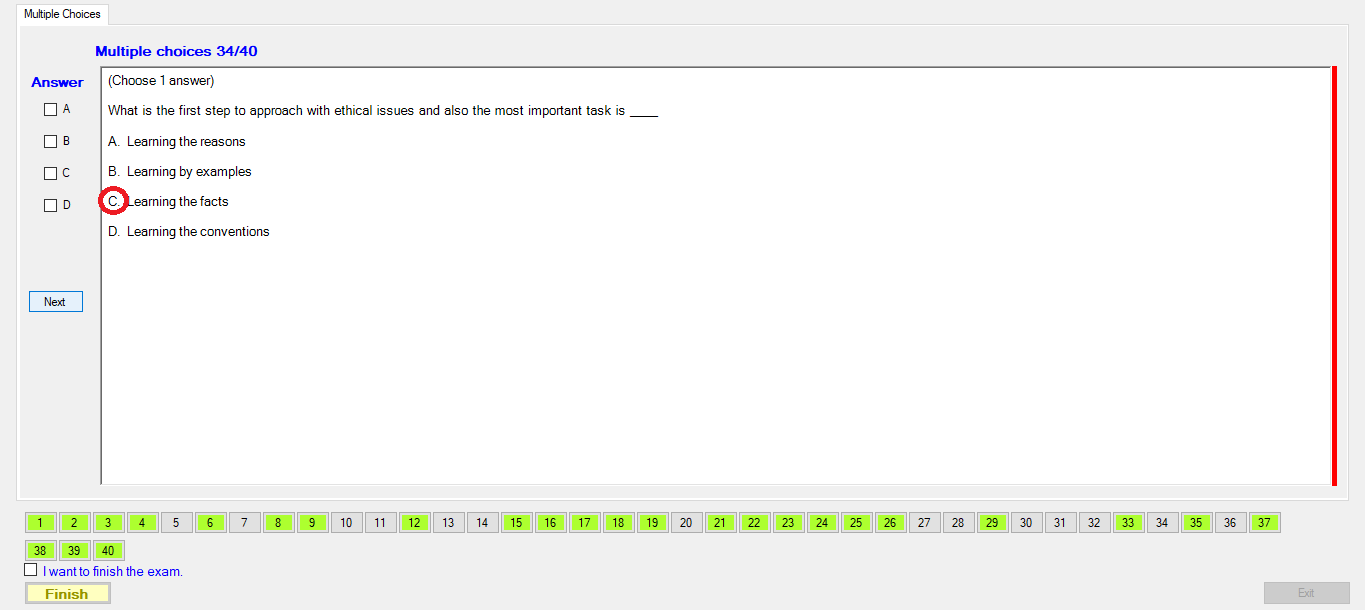 Multiple Choices
Multiple choices 34/40
Answer
A
B
C
D
Next
(Choose 1 answer)
What is the first step to approach with ethical issues and also the most important task is ____
A. Learning the reasons
B. Learning by examples
C. Learning the facts
D. Learning the conventions
1 2 3 4 5 6 7 8 9 10 11 12 13 14 15 16 17 18 19 20 21 22 23 24 25 26 27 28 29 30 31 32 33 34 35 36 37
38 39 40
I want to finish the exam.
Finish
Exit